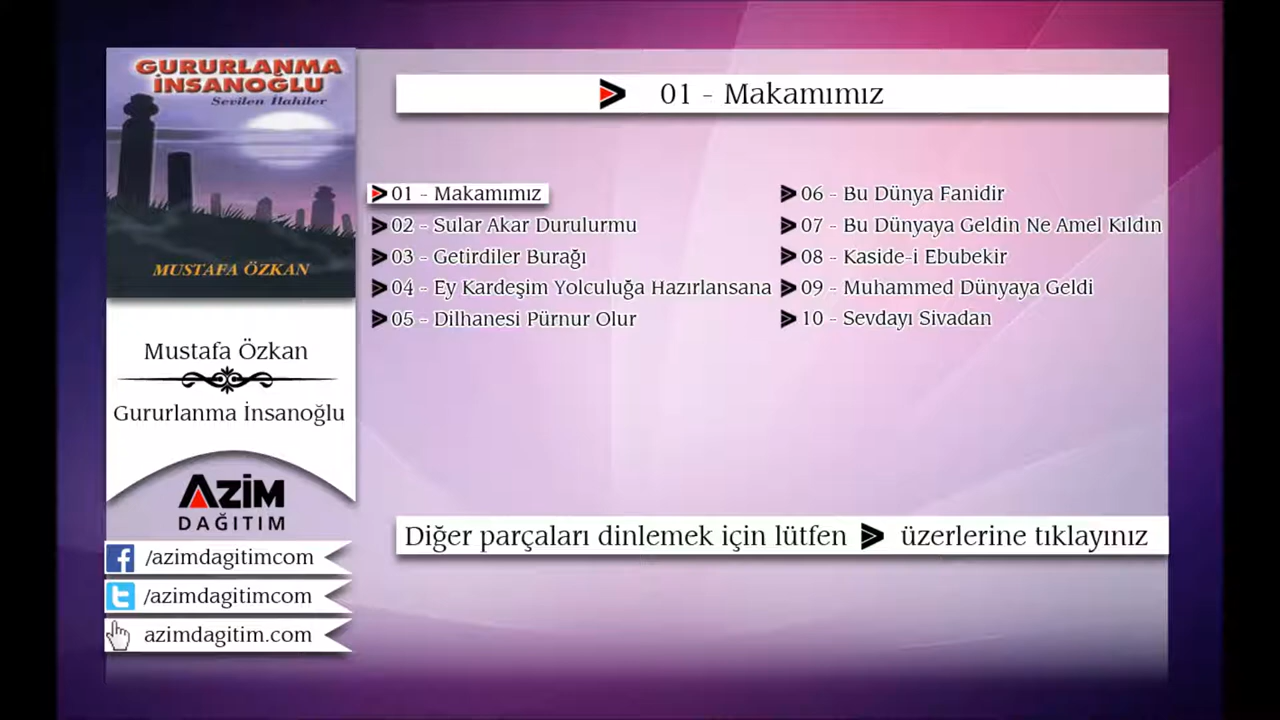 GURURLANMA
İNSANOĞLU
Sevilen İlahiler
MUSTAFA ÖZKAN
Mustafa Özkan
Gururlanma İnsanoğlu
AZİM
DAĞITIM
/azimdagitimcom
/azimdagitimcom
azimdagitim.com
01 - Makamımız
01 - Makamımız
02 - Sular Akar Durulurmu
03 - Getirdiler Burağı
04 - Ey Kardeşim Yolculuğa Hazırlansana
05 - Dilhanesi Pürnur Olur
06 - Bu Dünya Fanidir
07 - Bu Dünyaya Geldin Ne Amel Kıldın
08 - Kaside-i Ebubekir
09 - Muhammed Dünyaya Geldi
10 - Sevdayı Sivadan
Diğer parçaları dinlemek için lütfen üzerlerine tıklayınız